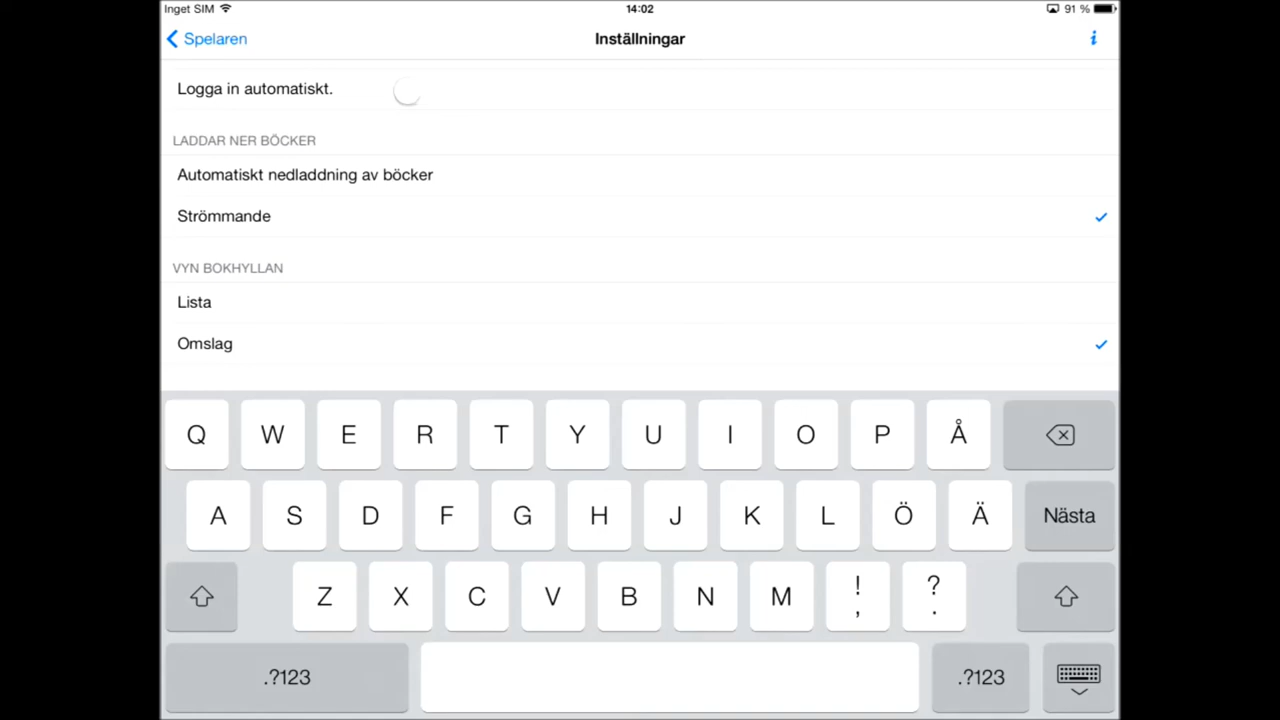 Inget SIM 14:02 91 %
Spelaren Inställningar i
Logga in automatiskt.
LADDAR NER BÖCKER
Automatiskt nedladdning av böcker
Strömmande
VYN BOKHYLLAN
Lista
Omslag
Q W E R T Y U I O P Å
A S D F G H J K L Ö Ä Nästa
Z X C V B N M ! , ? .
.?123 .?123